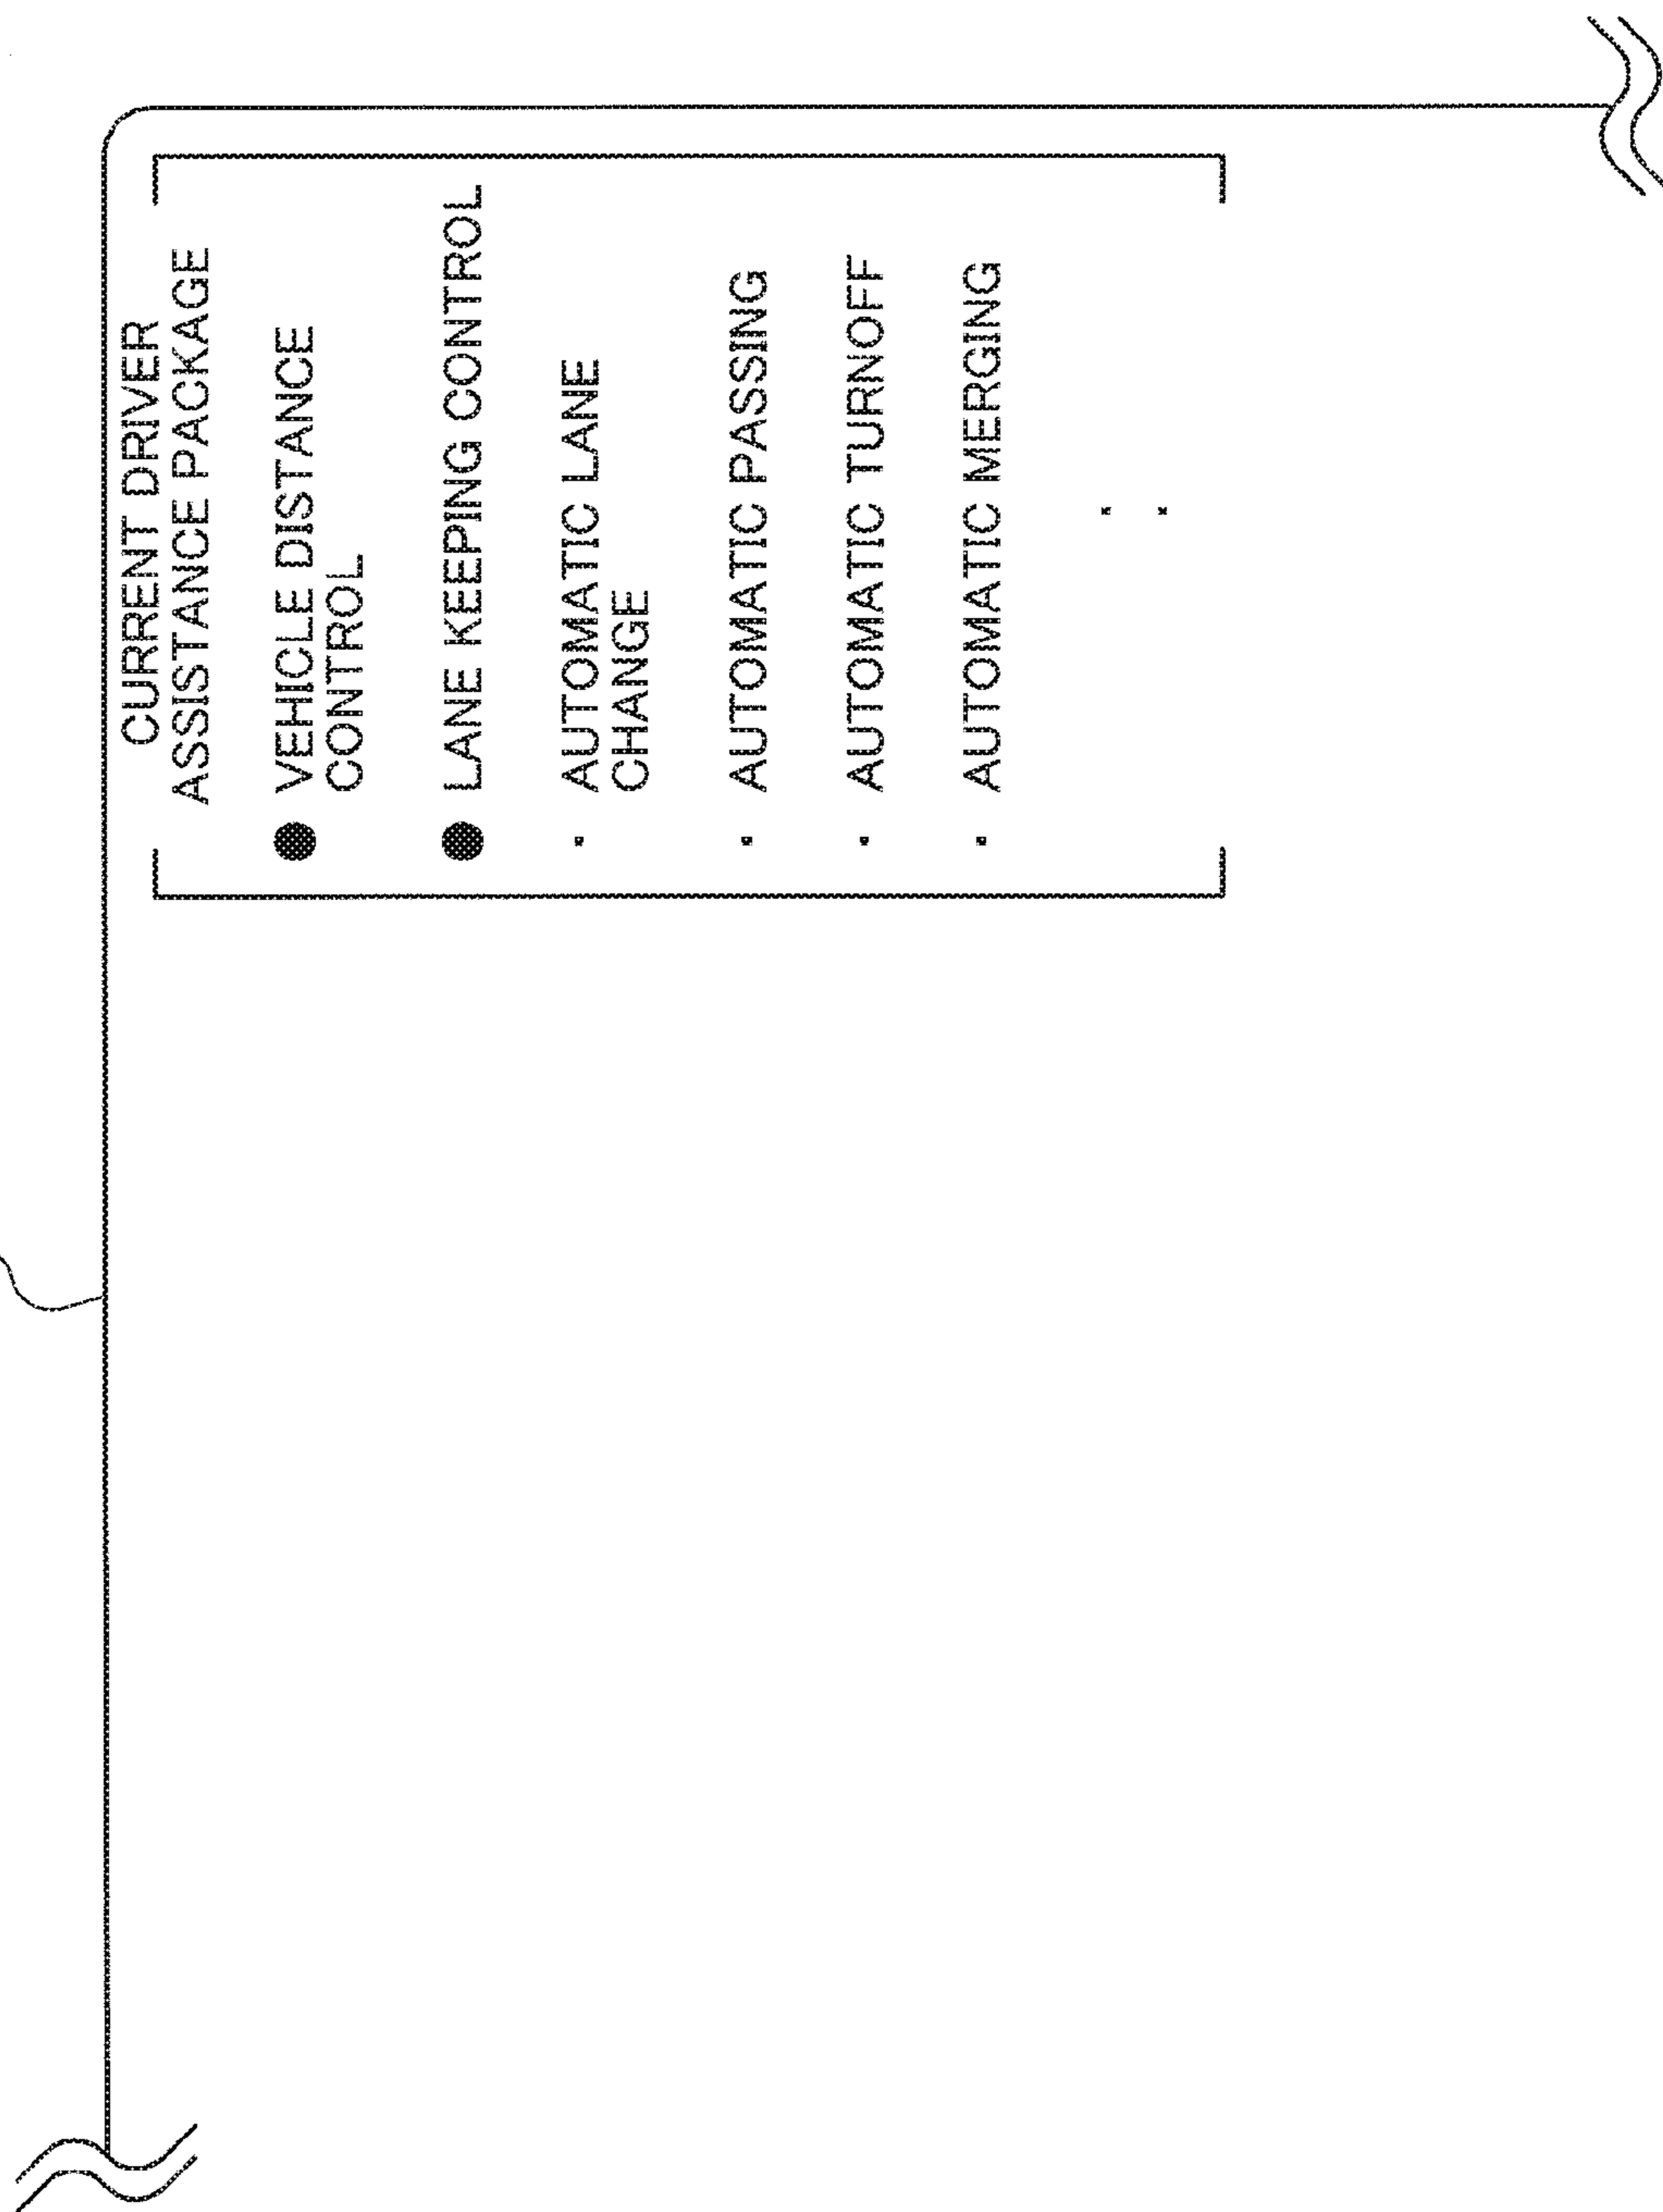 CURRENT DRIVER
ASSISTANCE PACKAGE
● VEHICLE DISTANCE
CONTROL
● LANE KEEPING CONTROL
・ AUTOMATIC LANE
CHANGE
・ AUTOMATIC PASSING
・ AUTOMATIC TURNOFF
・ AUTOMATIC MERGING